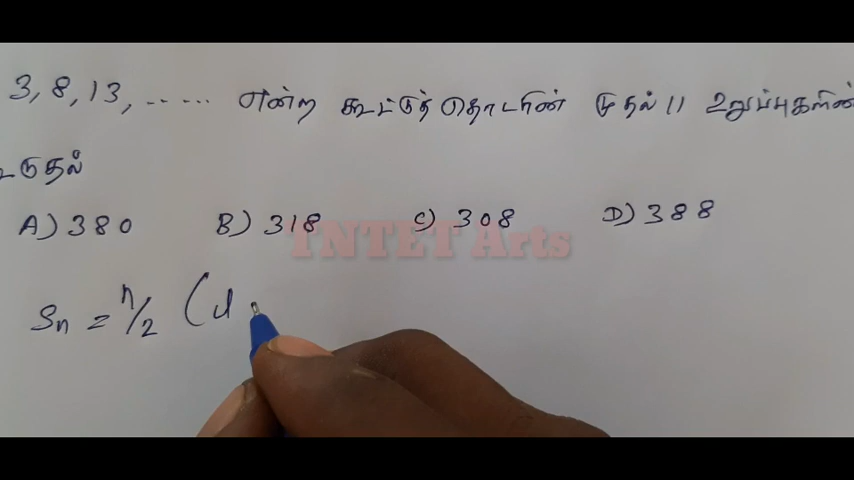 3, 8, 13, ...... என்ற கூட்டுத் தொடரின் முதல் 11 உறுப்புகளின்
டுதல்
A) 380 B) 318 C) 308 D) 388
TNTET Arts
Sn = n/2 (